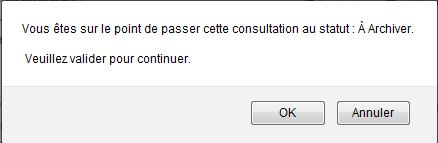 Vous êtes sur le point de passer cette consultation au statut : À Archiver.
Veuillez valider pour continuer.
OK
Annuler